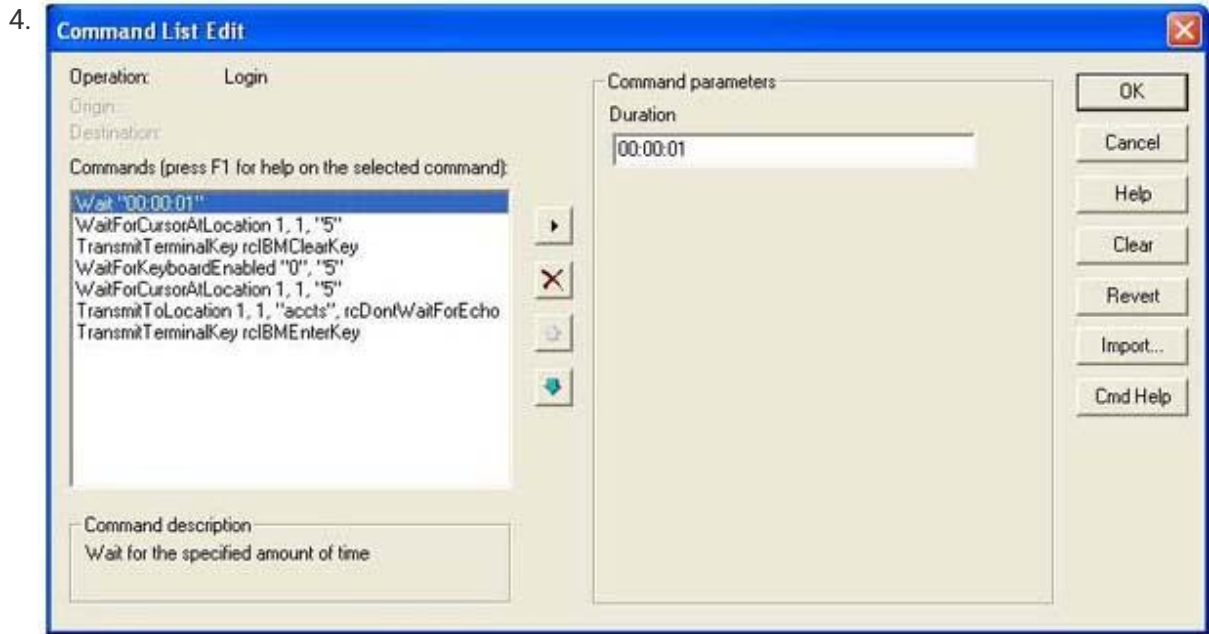 4.
Command List Edit
Operation: Login
Origin:
Destination:
Commands (press F1 for help on the selected command):
Wait "00:00:01"
WaitForCursorAtLocation 1, 1, "5"
TransmitTerminalKey rcIBMClearKey
WaitForKeyboardEnabled "0", "5"
WaitForCursorAtLocation 1, 1, "5"
TransmitToLocation 1, 1, "accts", rcDontWaitForEcho
TransmitTerminalKey rcIBMEnterKey
Command description
Wait for the specified amount of time
Command parameters
Duration
00:00:01
OK
Cancel
Help
Clear
Revert
Import...
Cmd Help